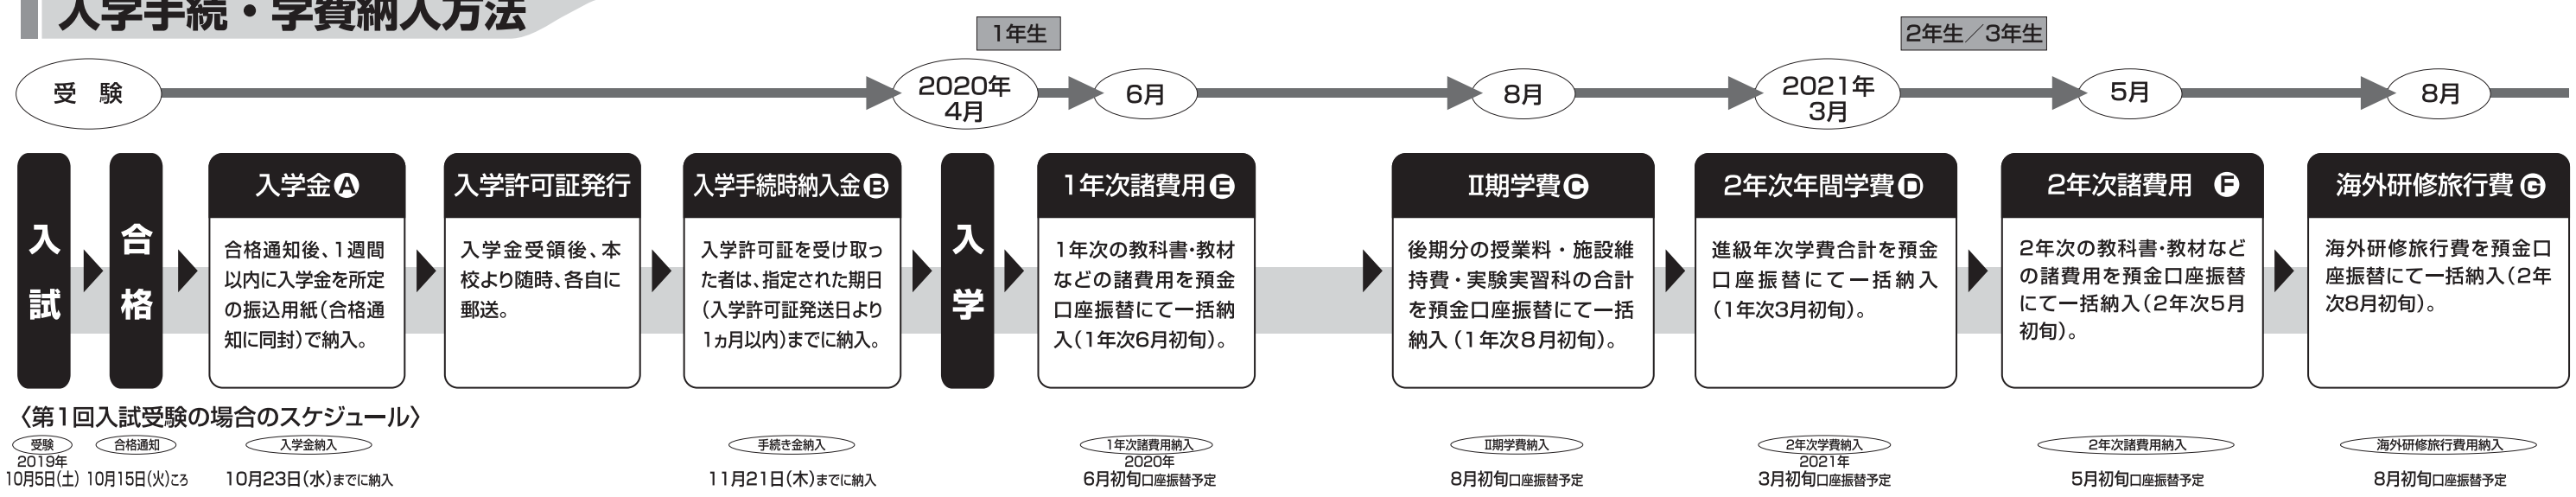 入学手続・学費納入方法
1年生
2年生／3年生
受　験
2020年
4月
6月
8月
2021年
3月
5月
8月
入試
合格
入学金 A
合格通知後、1週間
以内に入学金を所定
の振込用紙（合格通
知に同封）で納入。
入学許可証発行
入学金受領後、本
校より随時、各自に
郵送。
入学手続時納入金 B
入学許可証を受け取っ
た者は、指定された期日
（入学許可証発送日より
1ヵ月以内）までに納入。
入学
1年次諸費用 E
1年次の教科書・教材
などの諸費用を預金
口座振替にて一括納
入（1年次6月初旬）。
Ⅱ期学費 C
後期分の授業料・施設維
持費・実験実習科の合計
を預金口座振替にて一括
納入（1年次8月初旬）。
2年次年間学費 D
進級年次学費合計を預金
口座振替にて一括納入
（1年次3月初旬）。
2年次諸費用 F
2年次の教科書・教材など
の諸費用を預金口座振替
にて一括納入（2年次5月
初旬）。
海外研修旅行費 G
海外研修旅行費を預金口
座振替にて一括納入（2年
次8月初旬）。
〈第1回入試受験の場合のスケジュール〉
受験
2019年
10月5日（土）
合格通知
10月15日（火）ころ
入学金納入
10月23日（水）までに納入
手続き金納入
11月21日（木）までに納入
1年次諸費用納入
2020年
6月初旬口座振替予定
Ⅱ期学費納入
8月初旬口座振替予定
2年次学費納入
2021年
3月初旬口座振替予定
2年次諸費用納入
5月初旬口座振替予定
海外研修旅行費用納入
8月初旬口座振替予定